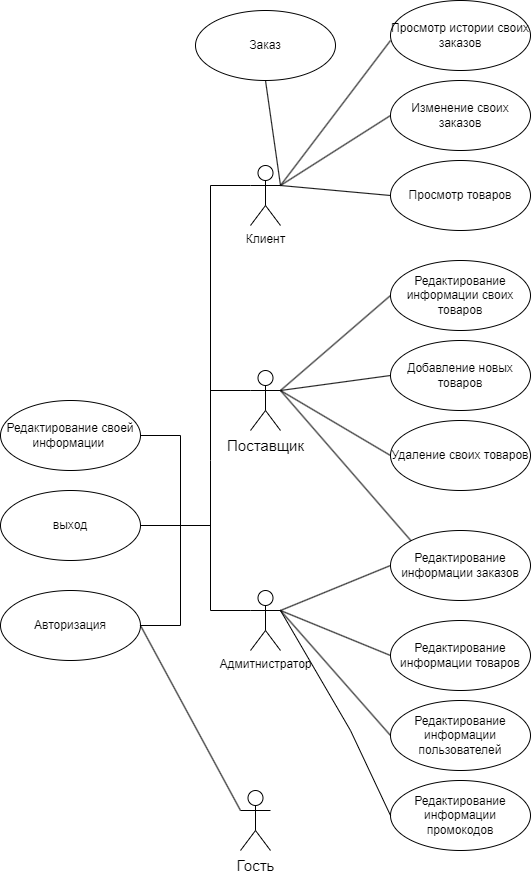 Заказ
Просмотр истории своих
заказов
Изменение своих
заказов
Просмотр товаров
Клиент
Редактирование
информации своих
товаров
Добавление новых
товаров
Поставщик
Удаление своих товаров
Редактирование своей
информации
выход
Авторизация
Редактирование
информации заказов
Адмитнистратор
Редактирование
информации товаров
Редактирование
информации
пользователей
Редактирование
информации
промокодов
Гость